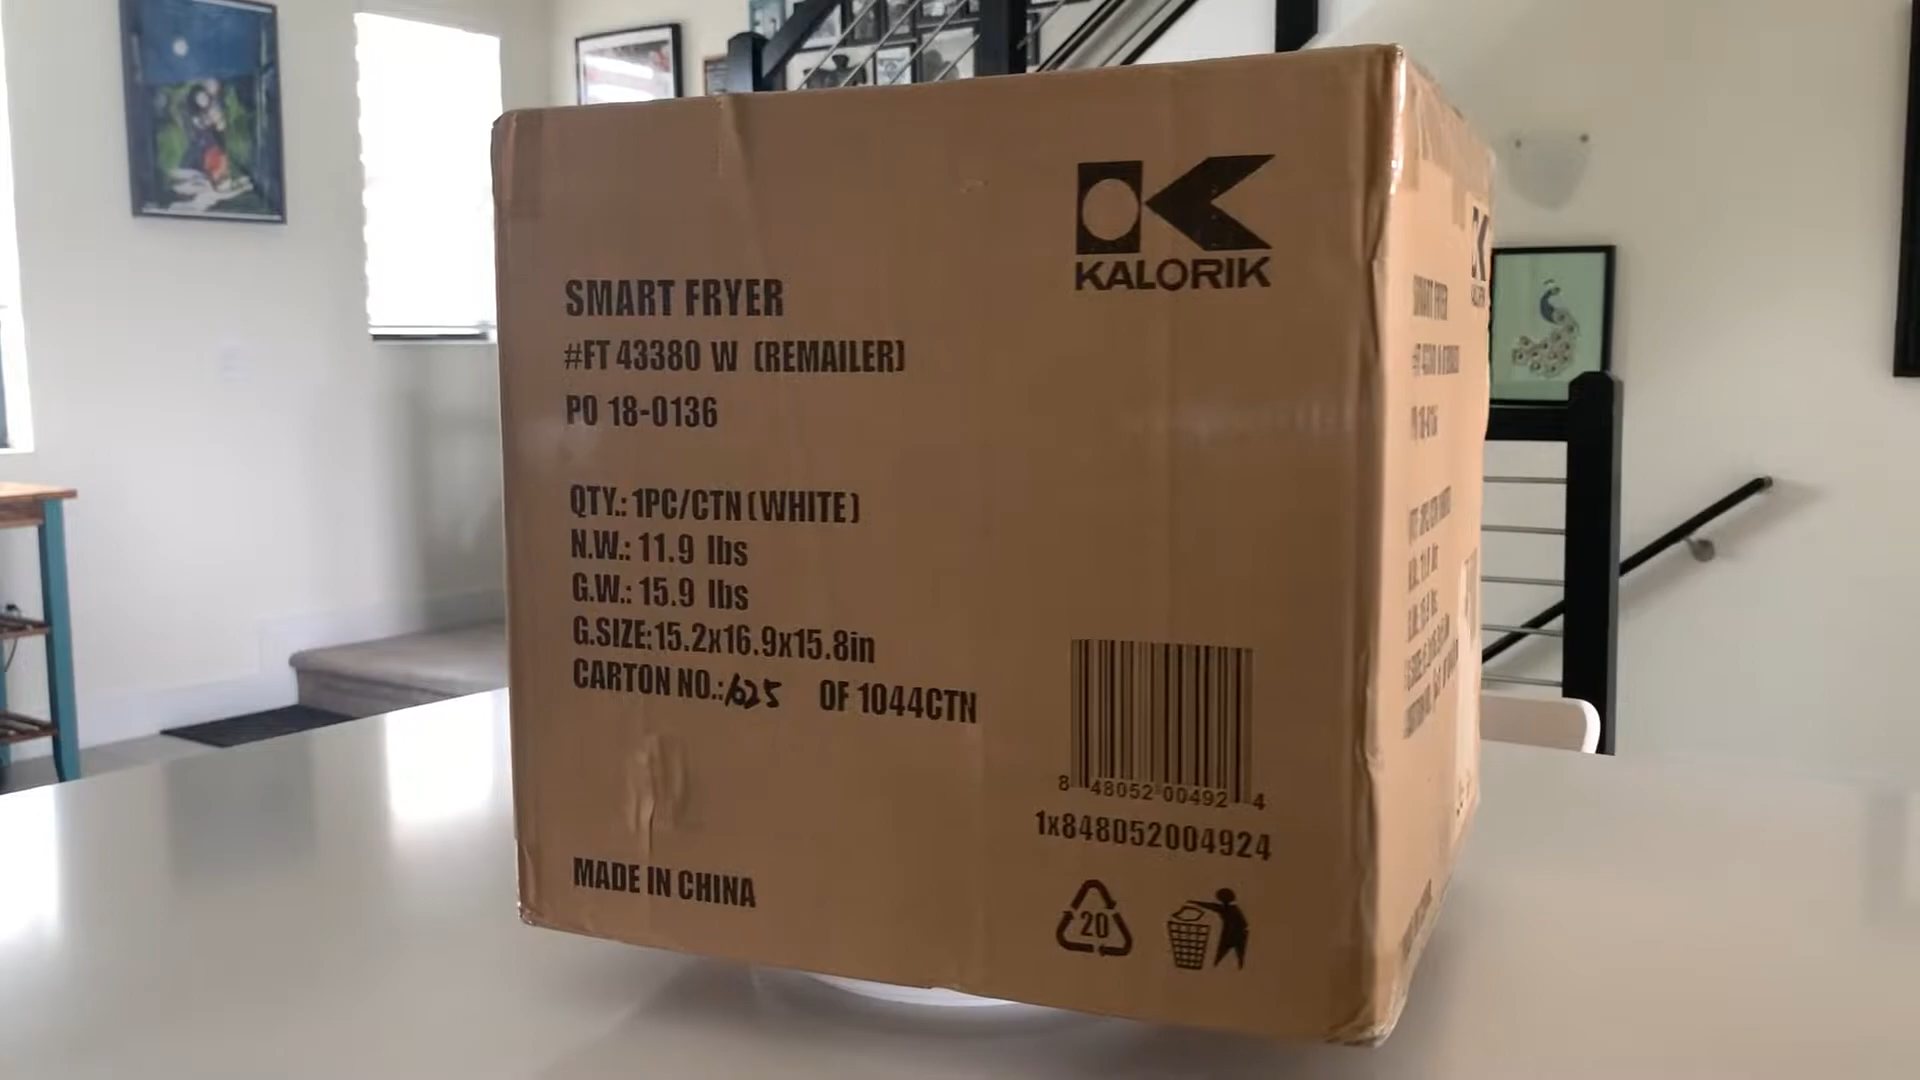 KALORIK
SMART FRYER
#FT 43380 W (REMAILER)
PO 18-0136
QTY.: 1PC/CTN (WHITE)
N.W.: 11.9 lbs
G.W.: 15.9 lbs
G.SIZE:15.2x16.9x15.8in
CARTON NO.: 625 OF 1044CTN
8 48052 00492 4
1x848052004924
MADE IN CHINA
20
SMART FRYER